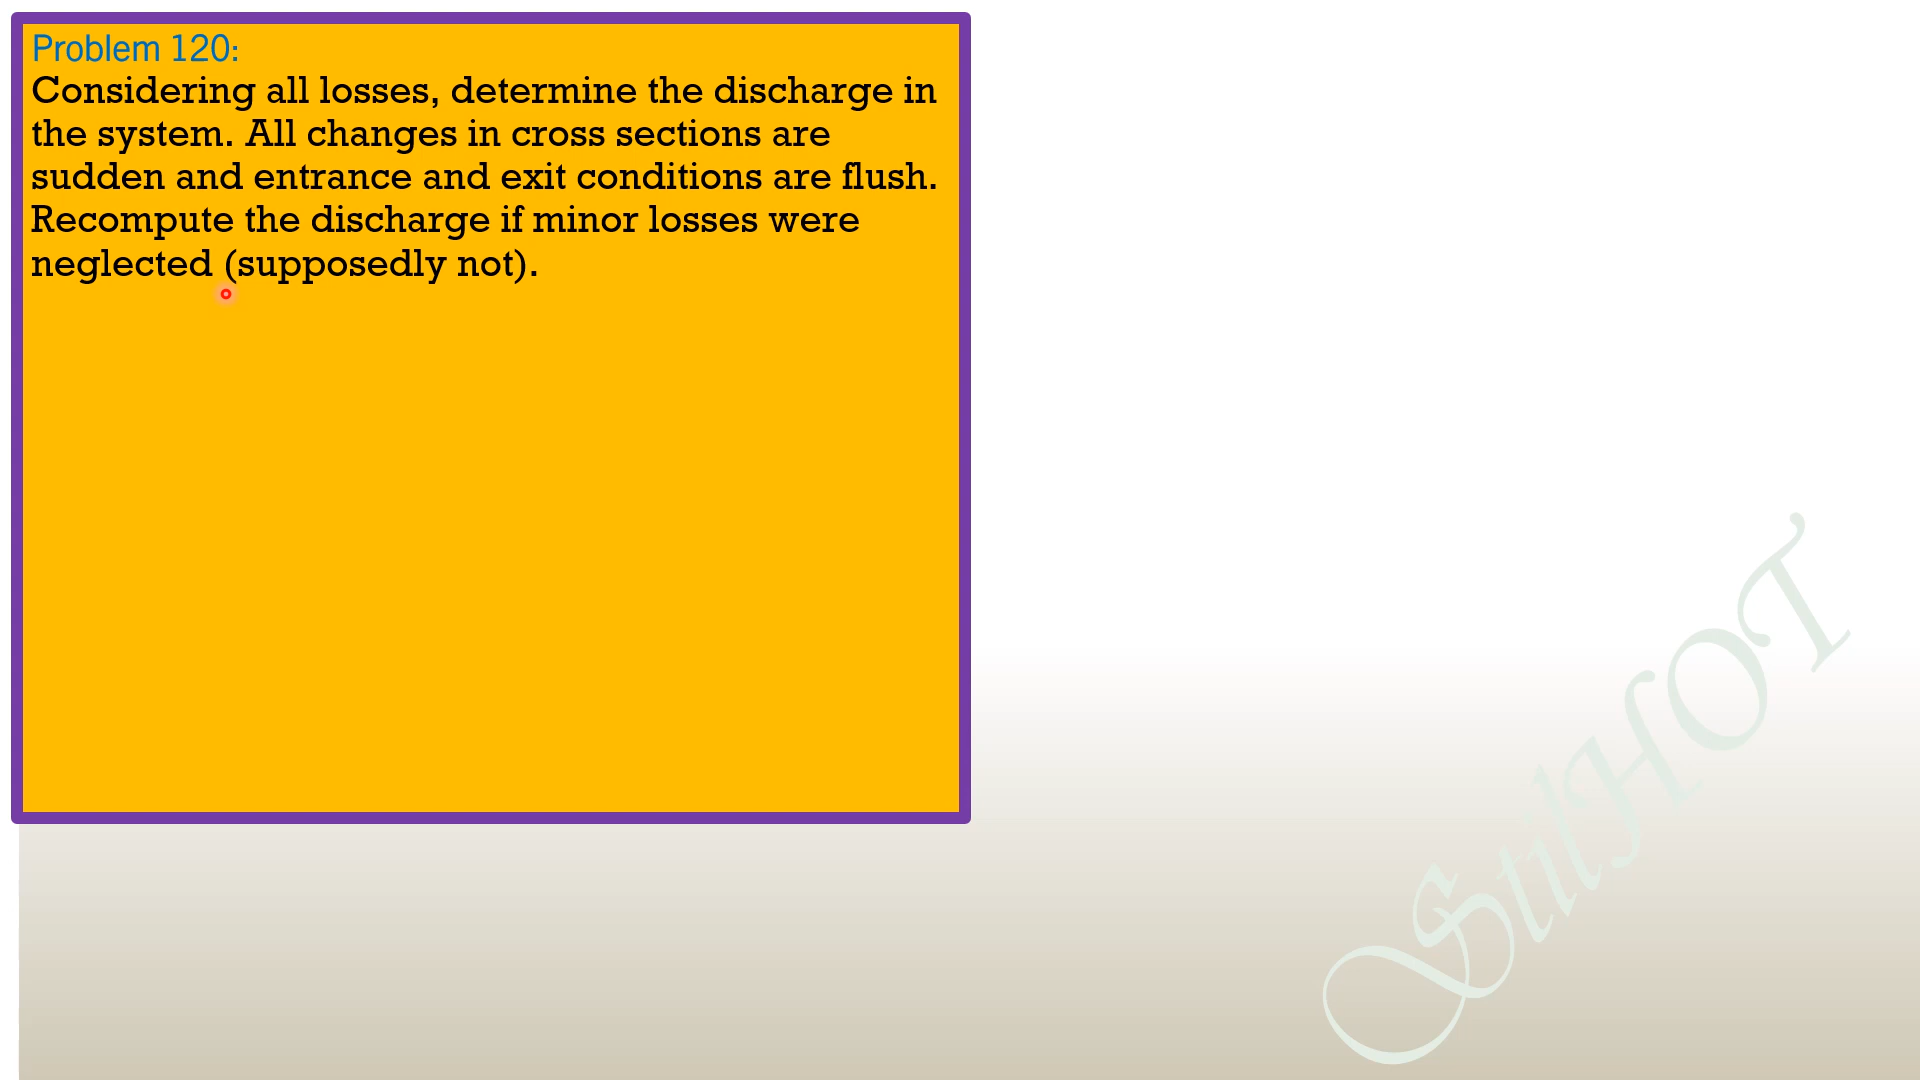 Problem 120:
Considering all losses, determine the discharge in
the system. All changes in cross sections are
sudden and entrance and exit conditions are flush.
Recompute the discharge if minor losses were
neglected (supposedly not).
StilHOT